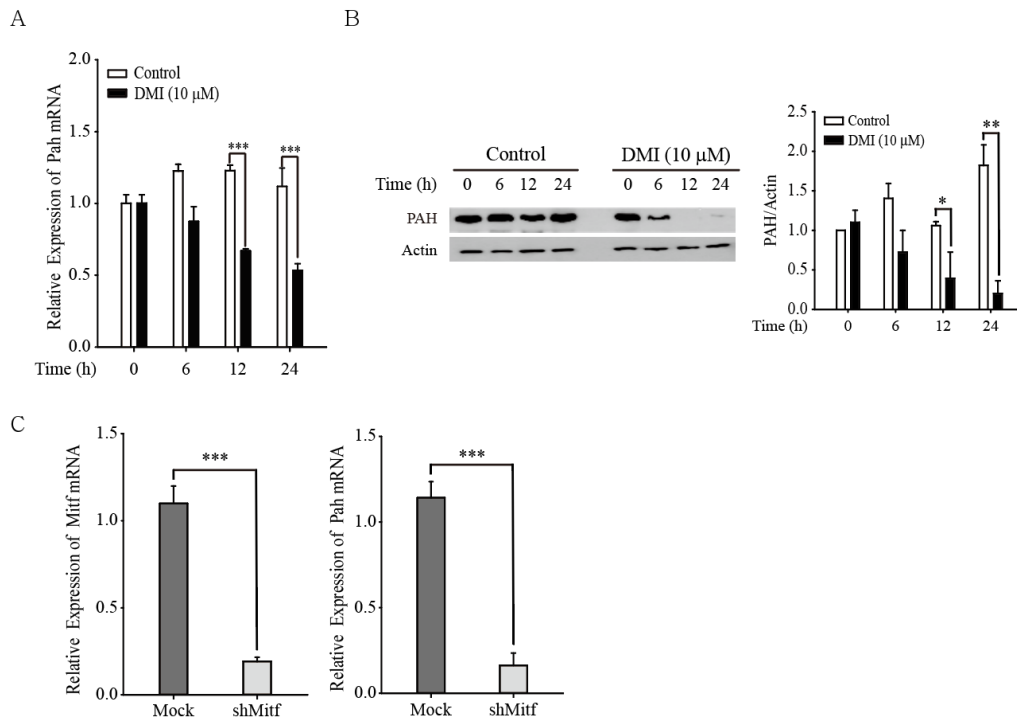 A
Relative Expression of Pah mRNA
2.0
1.5
1.0
0.5
0.0
Control
DMI (10 μM)
***
***
Time (h)
0
6
12
24
B
Control
DMI (10 μM)
Time (h)
0
6
12
24
0
6
12
24
PAH
Actin
PAH/Actin
2.5
2.0
1.5
1.0
0.5
0.0
Control
DMI (10 μM)
*
**
Time (h)
0
6
12
24
C
Relative Expression of Mitf mRNA
1.5
1.0
0.5
0.0
***
Mock
shMitf
Relative Expression of Pah mRNA
1.5
1.0
0.5
0.0
***
Mock
shMitf